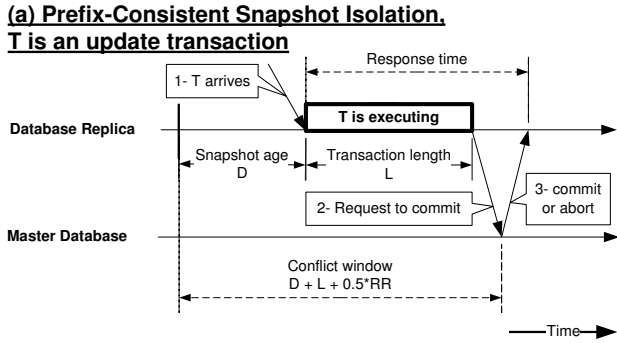 (a) Prefix-Consistent Snapshot Isolation,
T is an update transaction
Response time
1- T arrives
T is executing
Database Replica
Snapshot age
D
Transaction length
L
2- Request to commit
3- commit
or abort
Master Database
Conflict window
D + L + 0.5*RR
Time